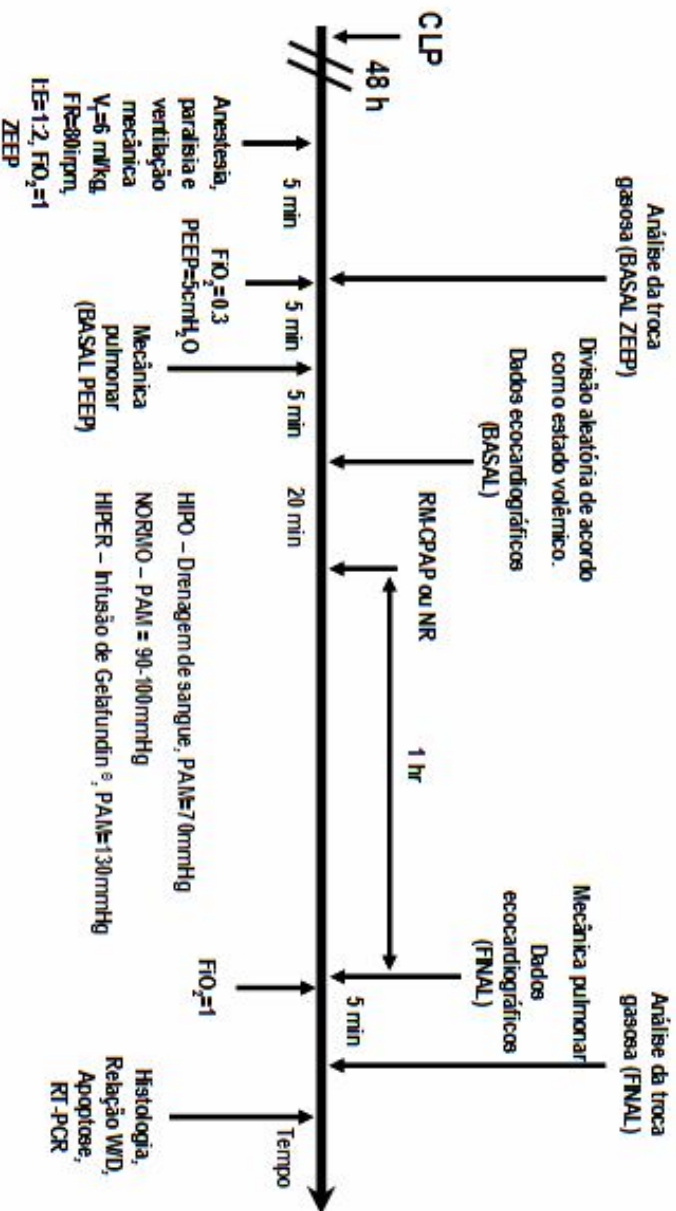 CLP
48 h
Anestesia,
paralisia e
ventilação
mecânica
V_T=6 ml/kg,
FR=80irpm,
I:E=1:2, FiO₂=1
ZEEP
5 min
Análise da troca
gasosa (BASAL ZEEP)
FiO₂=0.3
PEEP=5cmH₂O
5 min
Mecânica
pulmonar
(BASAL PEEP)
5 min
Divisão aleatória de acordo
com o estado volêmico.
Dados ecocardiográficos
(BASAL)
20 min
RM-CPAP ou NR
HIPO – Drenagem de sangue, PAM=70mmHg
NORMO – PAM = 90-100mmHg
HIPER – Infusão de Gelafundin ®, PAM=130mmHg
1 hr
Mecânica pulmonar
Dados
ecocardiográficos
(FINAL)
FiO₂=1
5 min
Análise da troca
gasosa (FINAL)
Histologia,
Relação W/D,
Apoptose,
RT-PCR
Tempo